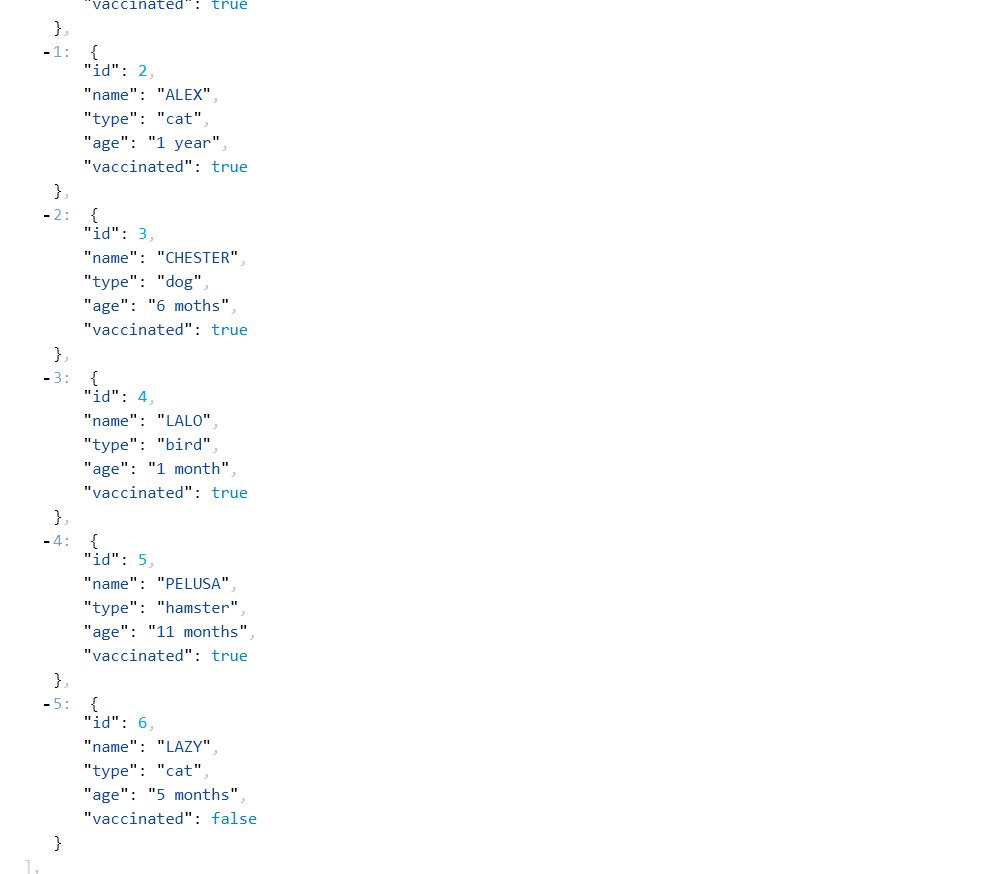 "vaccinated": true
},
-1: {
"id": 2,
"name": "ALEX",
"type": "cat",
"age": "1 year",
"vaccinated": true
},
-2: {
"id": 3,
"name": "CHESTER",
"type": "dog",
"age": "6 moths",
"vaccinated": true
},
-3: {
"id": 4,
"name": "LALO",
"type": "bird",
"age": "1 month",
"vaccinated": true
},
-4: {
"id": 5,
"name": "PELUSA",
"type": "hamster",
"age": "11 months",
"vaccinated": true
},
-5: {
"id": 6,
"name": "LAZY",
"type": "cat",
"age": "5 months",
"vaccinated": false
}
],